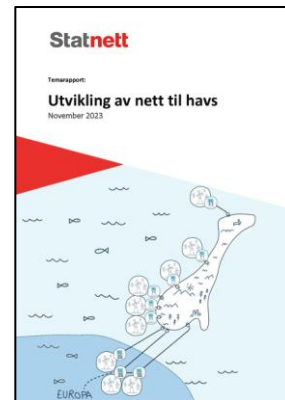 Statnett
Temarapport:
Utvikling av nett til havs
November 2023
EUROPA